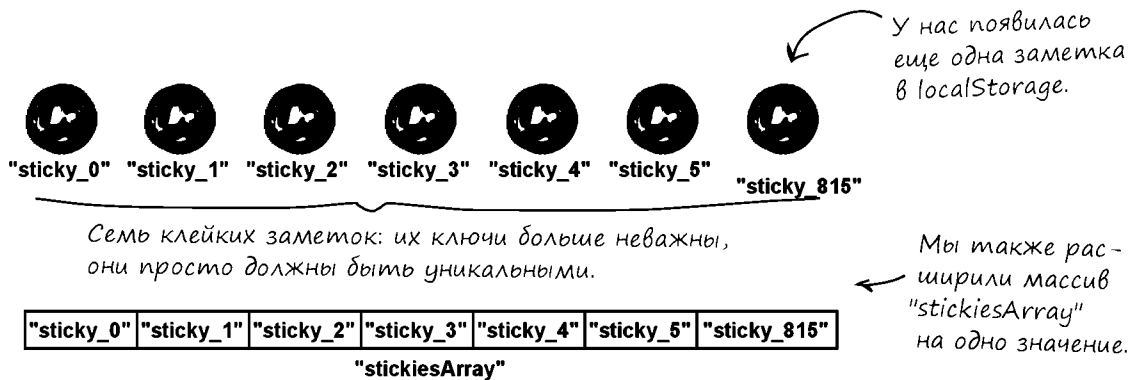 У нас появилась
еще одна заметка
в localStorage.
"sticky_0" "sticky_1" "sticky_2" "sticky_3" "sticky_4" "sticky_5" "sticky_815"
Семь клейких заметок: их ключи больше неважны,
они просто должны быть уникальными.
Мы также рас-
ширили массив
"stickiesArray"
на одно значение.
"sticky_0" "sticky_1" "sticky_2" "sticky_3" "sticky_4" "sticky_5" "sticky_815"
"stickiesArray"